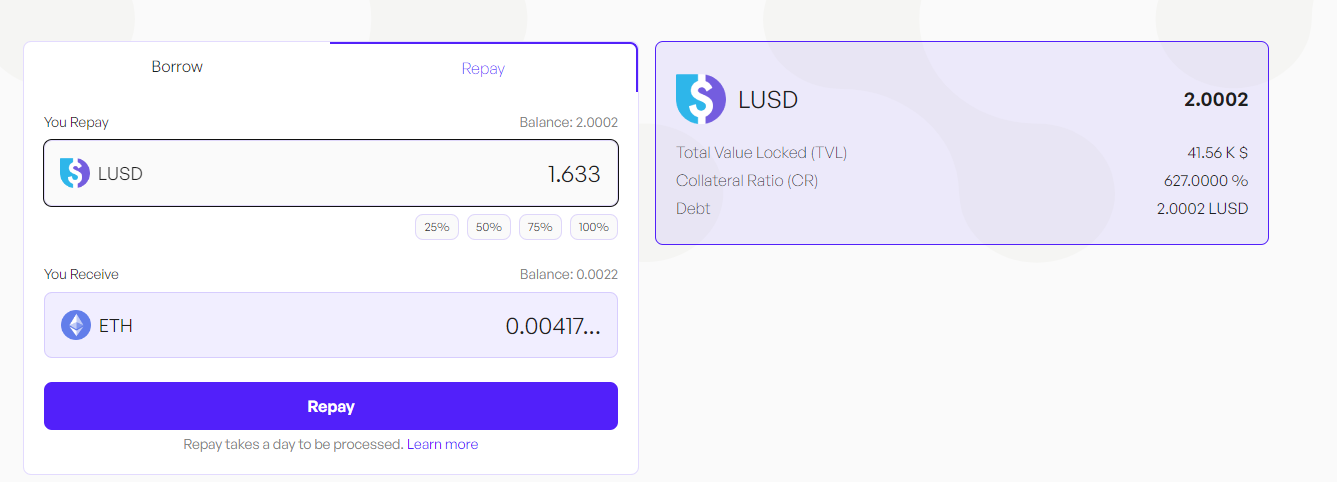 Borrow
Repay
You Repay
Balance: 2.0002
LUSD
1.633
25%
50%
75%
100%
You Receive
Balance: 0.0022
ETH
0.00417...
Repay
Repay takes a day to be processed. Learn more
LUSD
2.0002
Total Value Locked (TVL)
41.56 K $
Collateral Ratio (CR)
627.0000 %
Debt
2.0002 LUSD